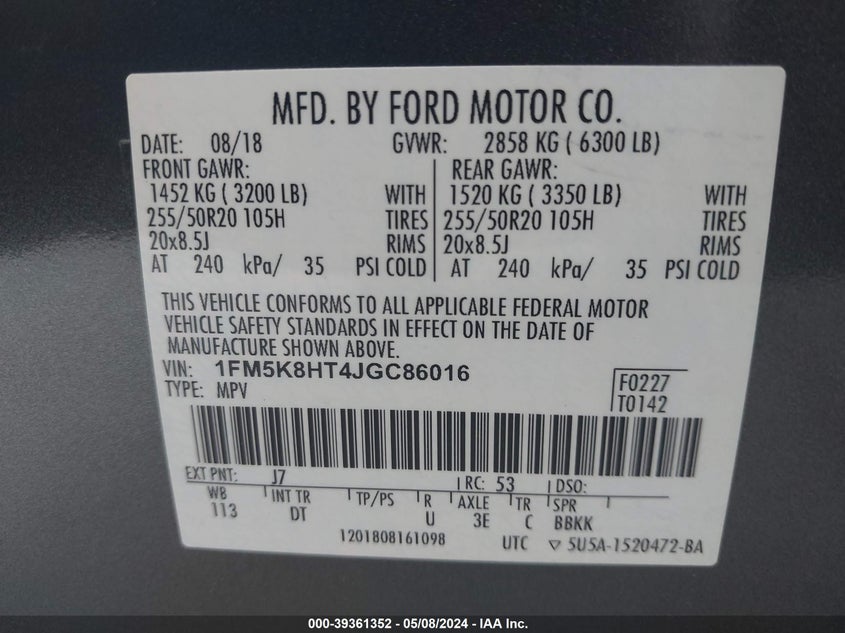 MFD. BY FORD MOTOR CO.
DATE: 08/18 GVWR: 2858 KG ( 6300 LB)
FRONT GAWR: REAR GAWR:
1452 KG ( 3200 LB) WITH 1520 KG ( 3350 LB) WITH
255/50R20 105H TIRES 255/50R20 105H TIRES
20x8.5J RIMS 20x8.5J RIMS
AT 240 kPa/ 35 PSI COLD AT 240 kPa/ 35 PSI COLD
THIS VEHICLE CONFORMS TO ALL APPLICABLE FEDERAL MOTOR
VEHICLE SAFETY STANDARDS IN EFFECT ON THE DATE OF
MANUFACTURE SHOWN ABOVE.
VIN: 1FM5K8HT4JGC86016
TYPE: MPV
F0227
T0142
EXT PNT: J7 RC: 53 DSO:
WB INT TR TP/PS R AXLE TR SPR
113 DT U 3E C BBKK
1201808161098 UTC ▽ 5U5A-1520472-BA
000-39361352 - 05/08/2024 - IAA Inc.